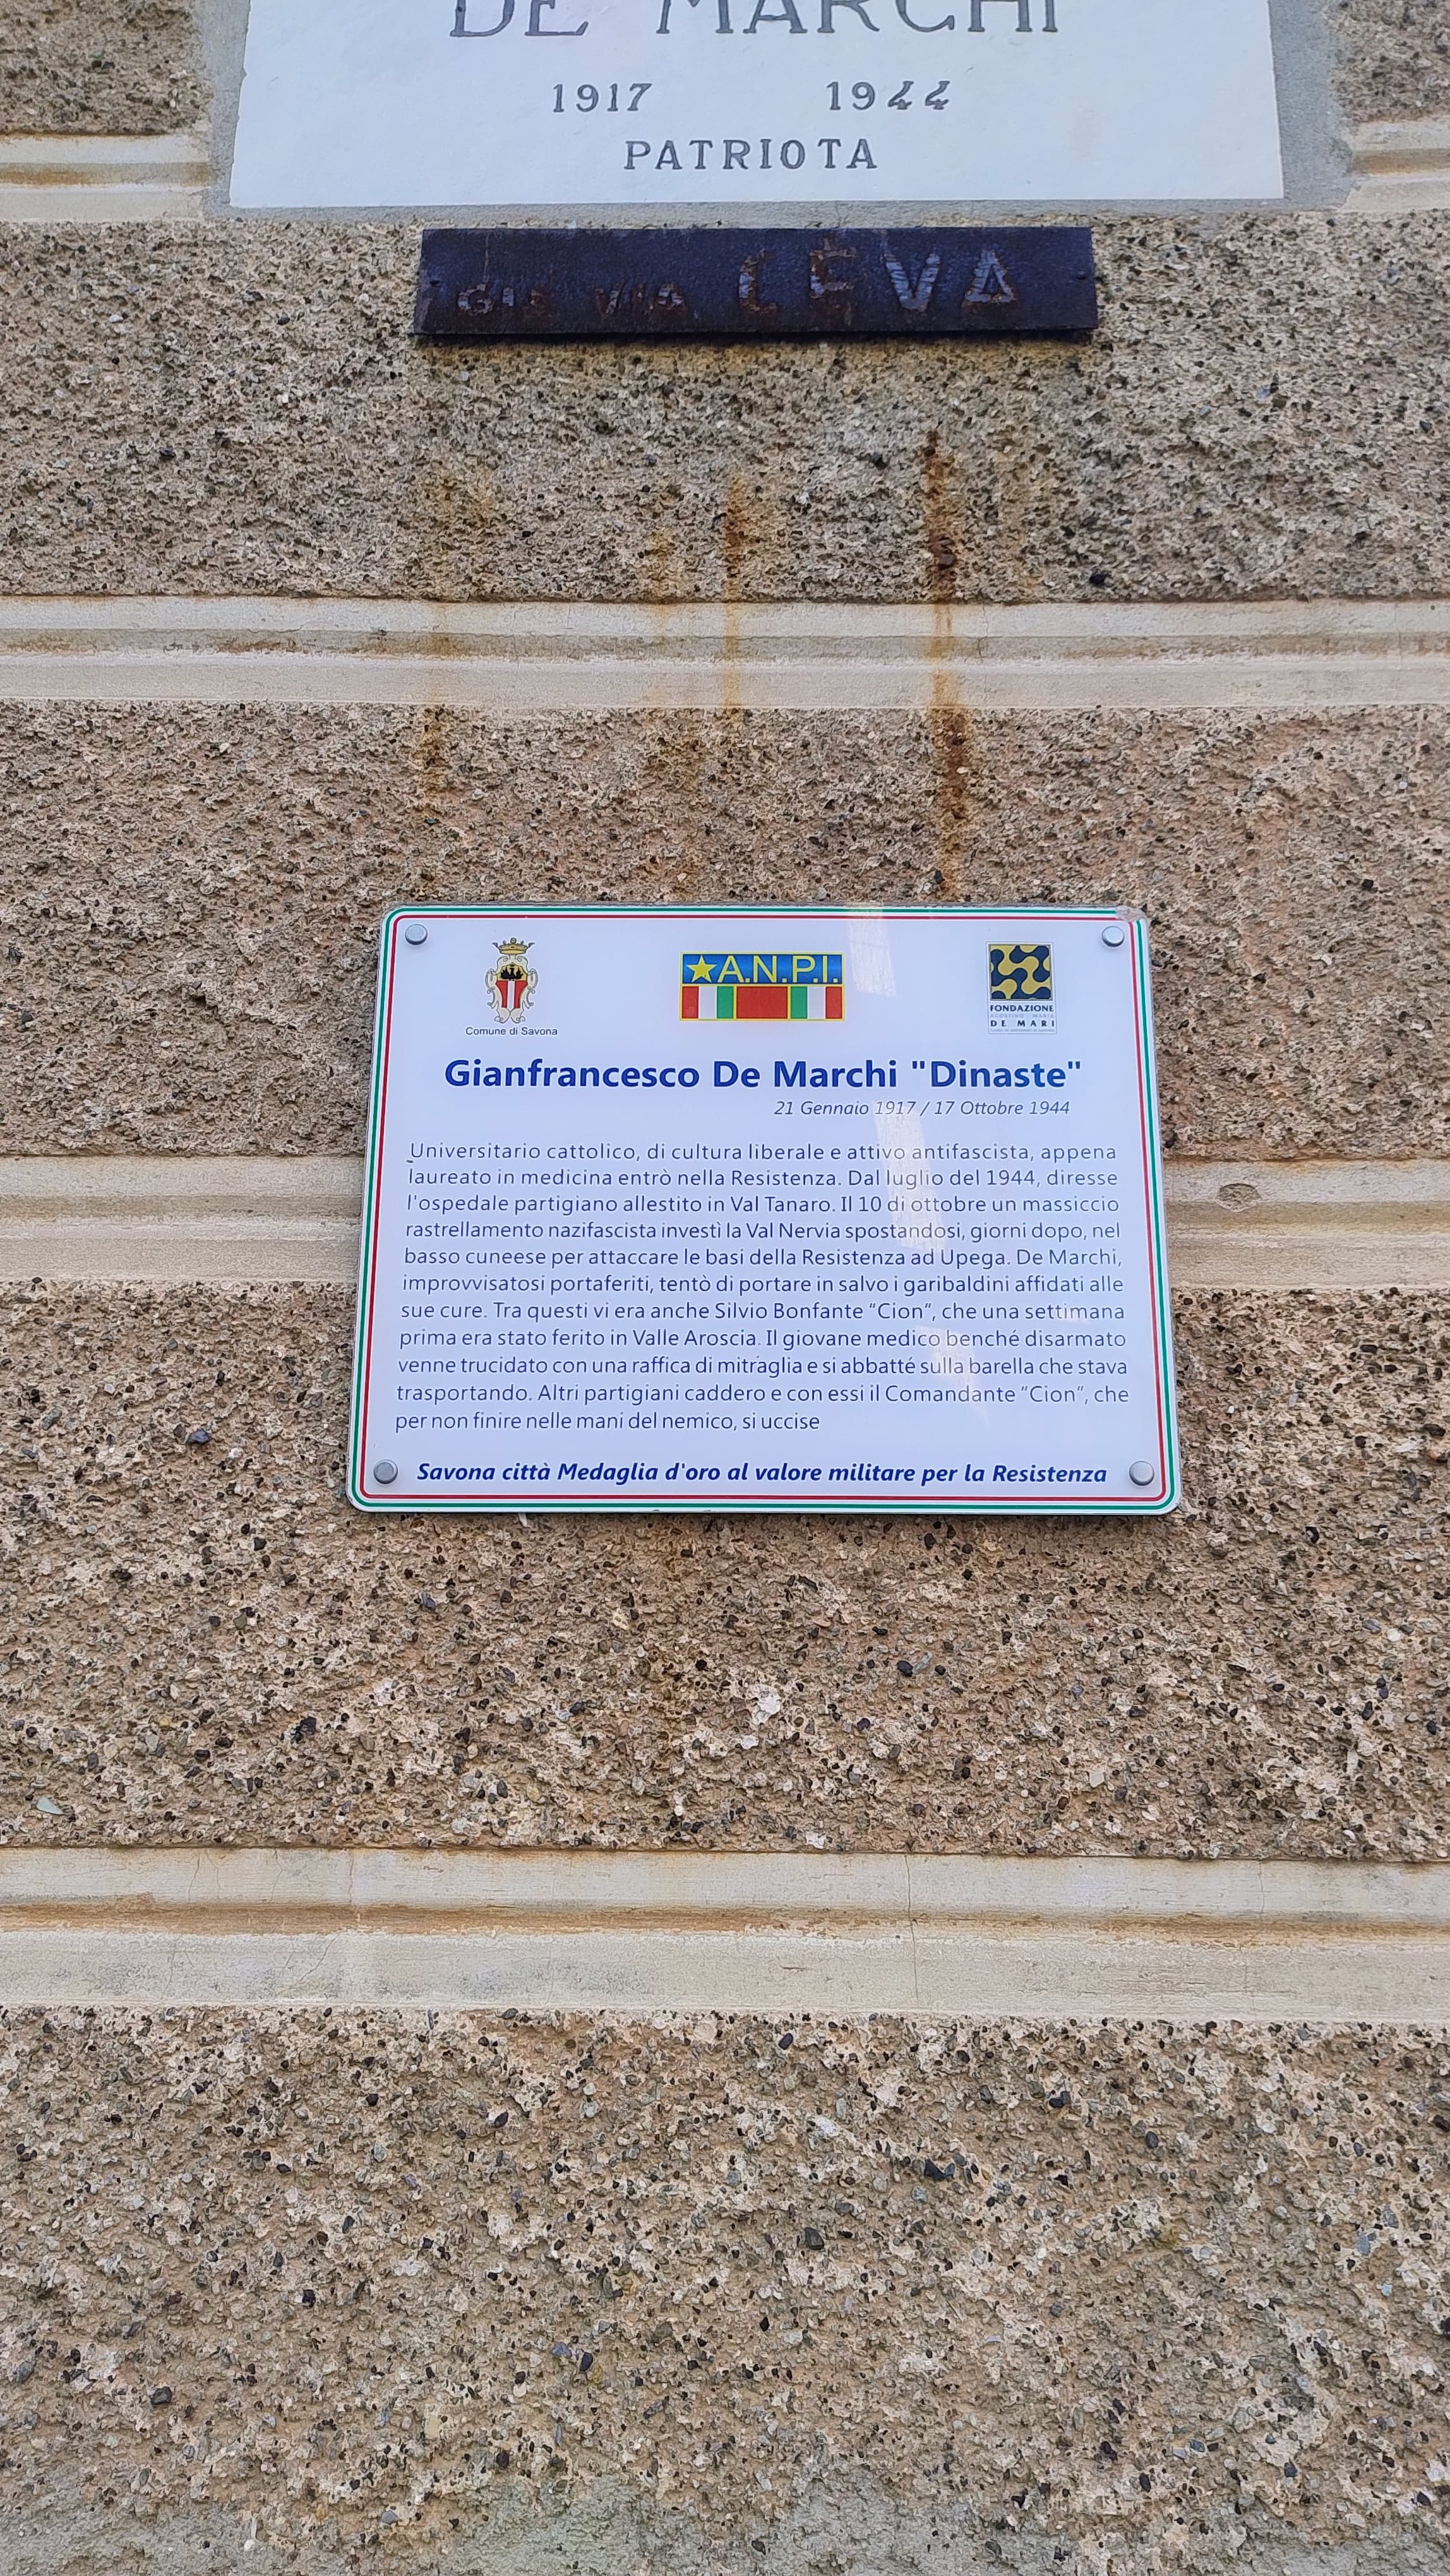 DE MARCHI
1917 1944
PATRIOTA
GIÀ VIA CEVA
A.N.P.I.
Comune di Savona
FONDAZIONE
AGOSTINO MARIA
DE MARI
Gianfrancesco De Marchi "Dinaste"
21 Gennaio 1917 / 17 Ottobre 1944
Universitario cattolico, di cultura liberale e attivo antifascista, appena
laureato in medicina entrò nella Resistenza. Dal luglio del 1944, diresse
l'ospedale partigiano allestito in Val Tanaro. Il 10 di ottobre un massiccio
rastrellamento nazifascista investì la Val Nervia spostandosi, giorni dopo, nel
basso cuneese per attaccare le basi della Resistenza ad Upega. De Marchi,
improvvisatosi portaferiti, tentò di portare in salvo i garibaldini affidati alle
sue cure. Tra questi vi era anche Silvio Bonfante “Cion”, che una settimana
prima era stato ferito in Valle Aroscia. Il giovane medico benché disarmato
venne trucidato con una raffica di mitraglia e si abbatté sulla barella che stava
trasportando. Altri partigiani caddero e con essi il Comandante “Cion”, che
per non finire nelle mani del nemico, si uccise
Savona città Medaglia d'oro al valore militare per la Resistenza